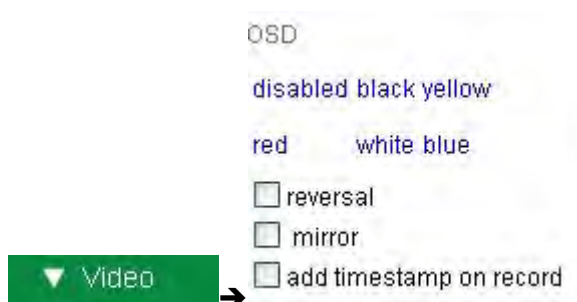 OSD
disabled black yellow
red white blue
reversal
mirror
▼ Video ➔ add timestamp on record